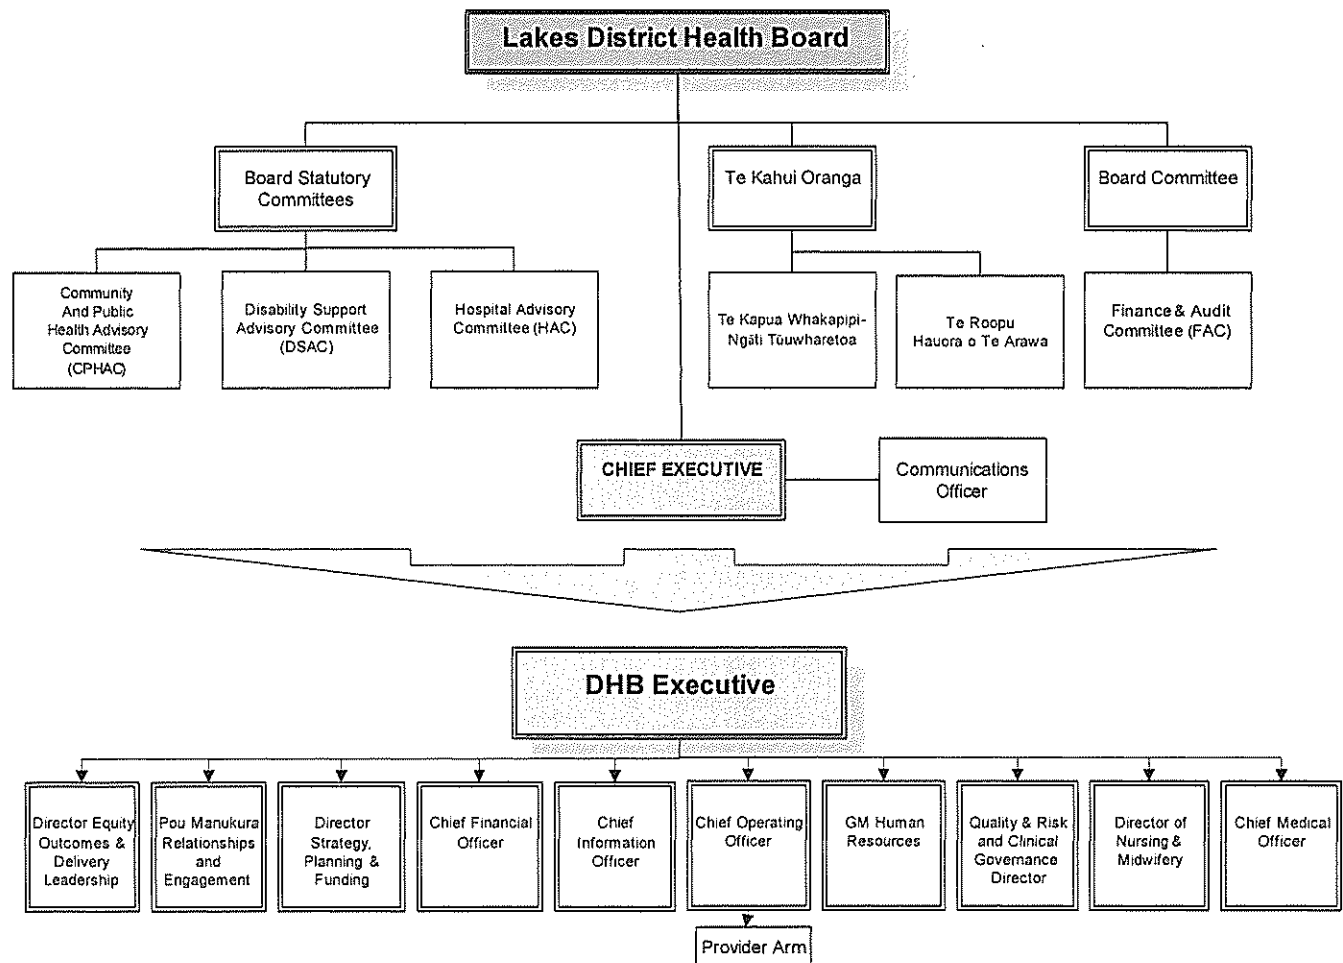 Lakes District Health Board
Board Statutory
Committees
Te Kahui Oranga
Board Committee
Community
And Public
Health Advisory
Committee
(CPHAC)
Disability Support
Advisory Committee
(DSAC)
Hospital Advisory
Committee (HAC)
Te Kapua Whakapipi-
Ngāti Tūuwharetoa
Te Roopu
Hauora o Te Arawa
Finance & Audit
Committee (FAC)
CHIEF EXECUTIVE
Communications
Officer
DHB Executive
Director Equity
Outcomes &
Delivery
Leadership
Pou Manukura
Relationships
and
Engagement
Director
Strategy,
Planning &
Funding
Chief Financial
Officer
Chief
Information
Officer
Chief Operating
Officer
GM Human
Resources
Quality & Risk
and Clinical
Governance
Director
Director of
Nursing &
Midwifery
Chief Medical
Officer
Provider Arm